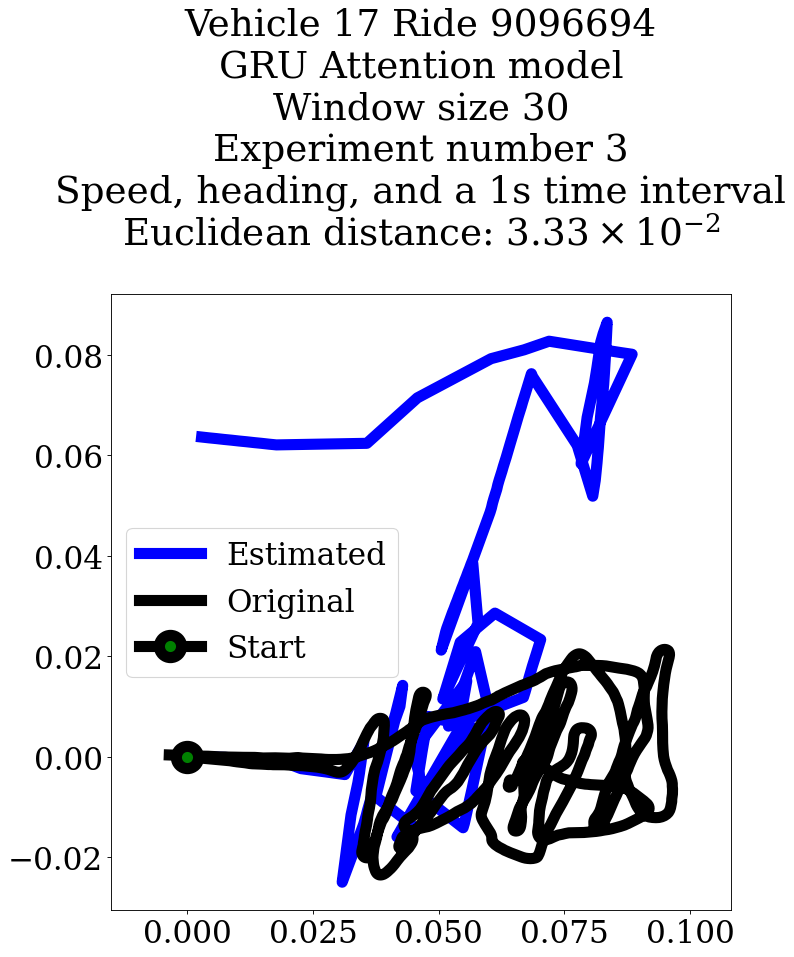 Vehicle 17 Ride 9096694
GRU Attention model
Window size 30
Experiment number 3
Speed, heading, and a 1s time interval
Euclidean distance: 3.33 × 10⁻²
0.08
0.06
0.04
0.02
0.00
−0.02
Estimated
Original
Start
0.000 0.025 0.050 0.075 0.100